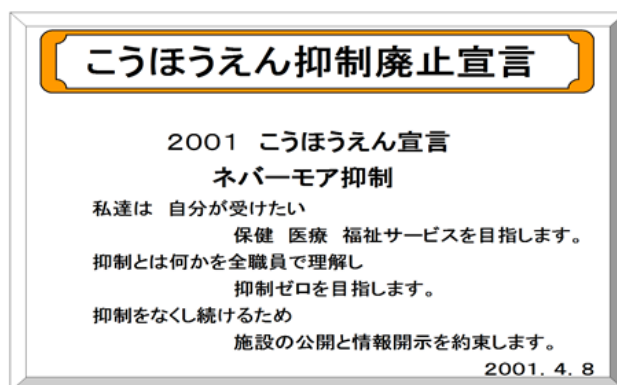 こうほうえん抑制廃止宣言
2001 こうほうえん宣言
ネバーモア抑制
私達は 自分が受けたい
保健 医療 福祉サービスを目指します。
抑制とは何かを全職員で理解し
抑制ゼロを目指します。
抑制をなくし続けるため
施設の公開と情報開示を約束します。
2001. 4. 8